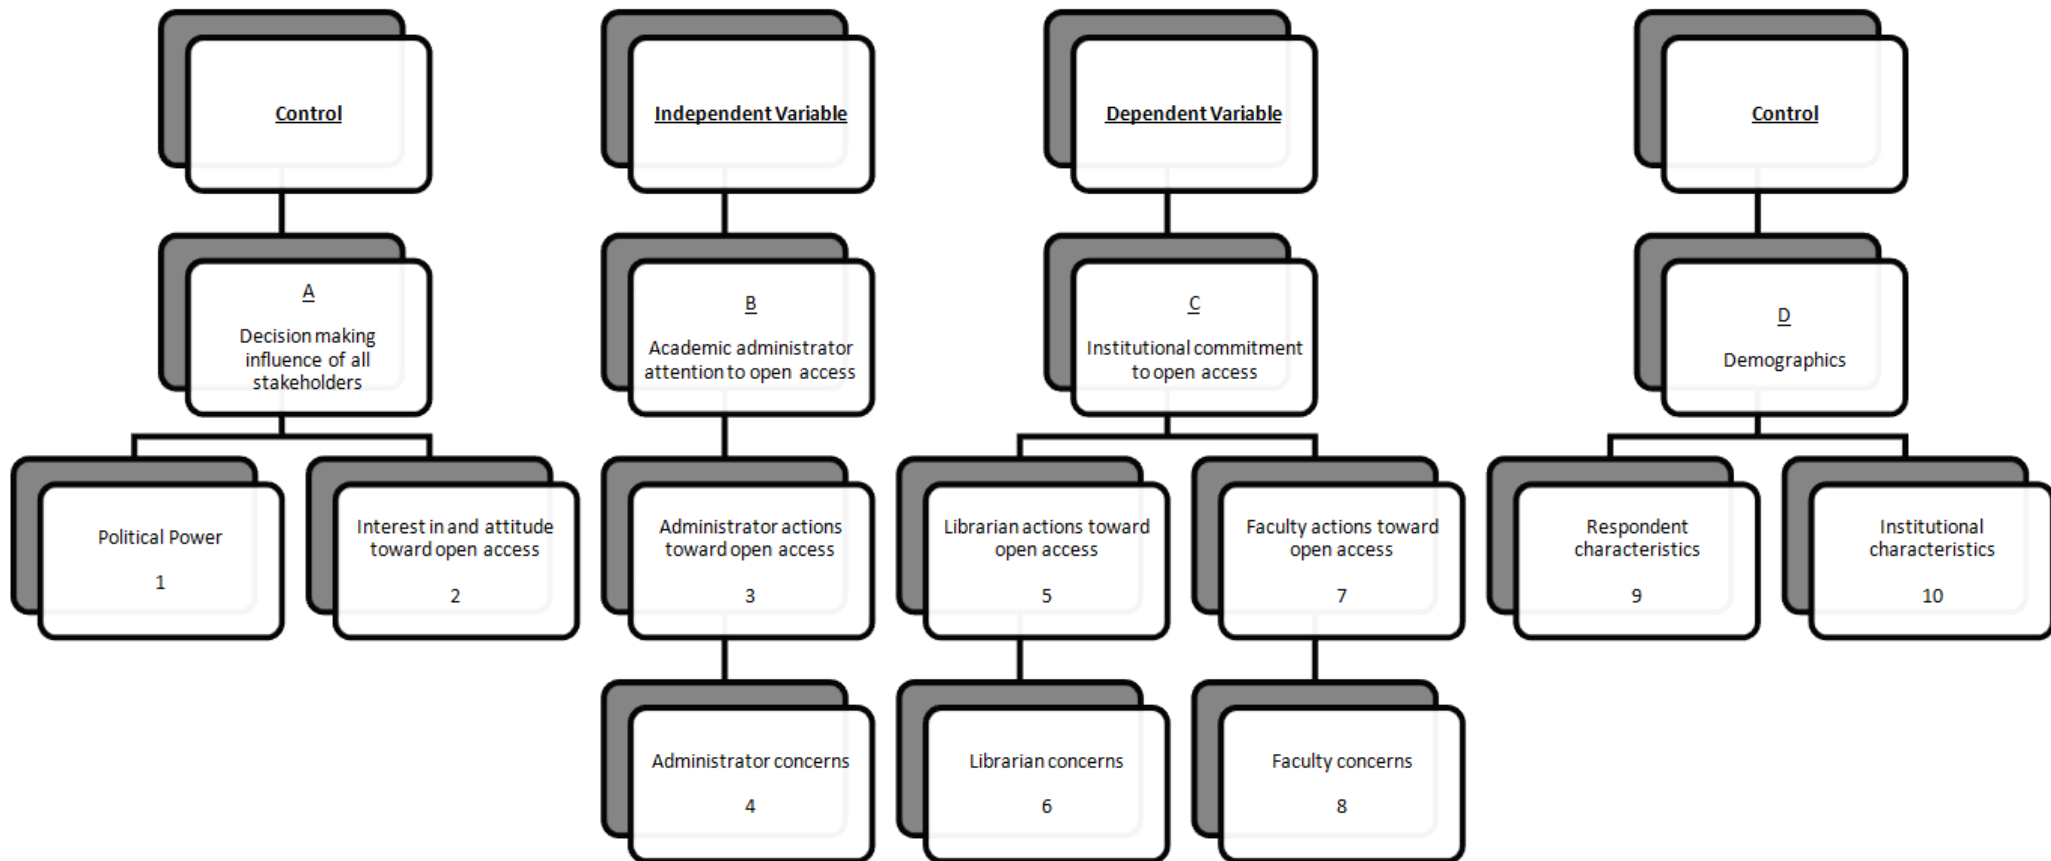 Control
Independent Variable
Dependent Variable
Control
A
Decision making
influence of all
stakeholders
B
Academic administrator
attention to open access
C
Institutional commitment
to open access
D
Demographics
Political Power
1
Interest in and attitude
toward open access
2
Administrator actions
toward open access
3
Librarian actions toward
open access
5
Faculty actions toward
open access
7
Respondent
characteristics
9
Institutional
characteristics
10
Administrator concerns
4
Librarian concerns
6
Faculty concerns
8